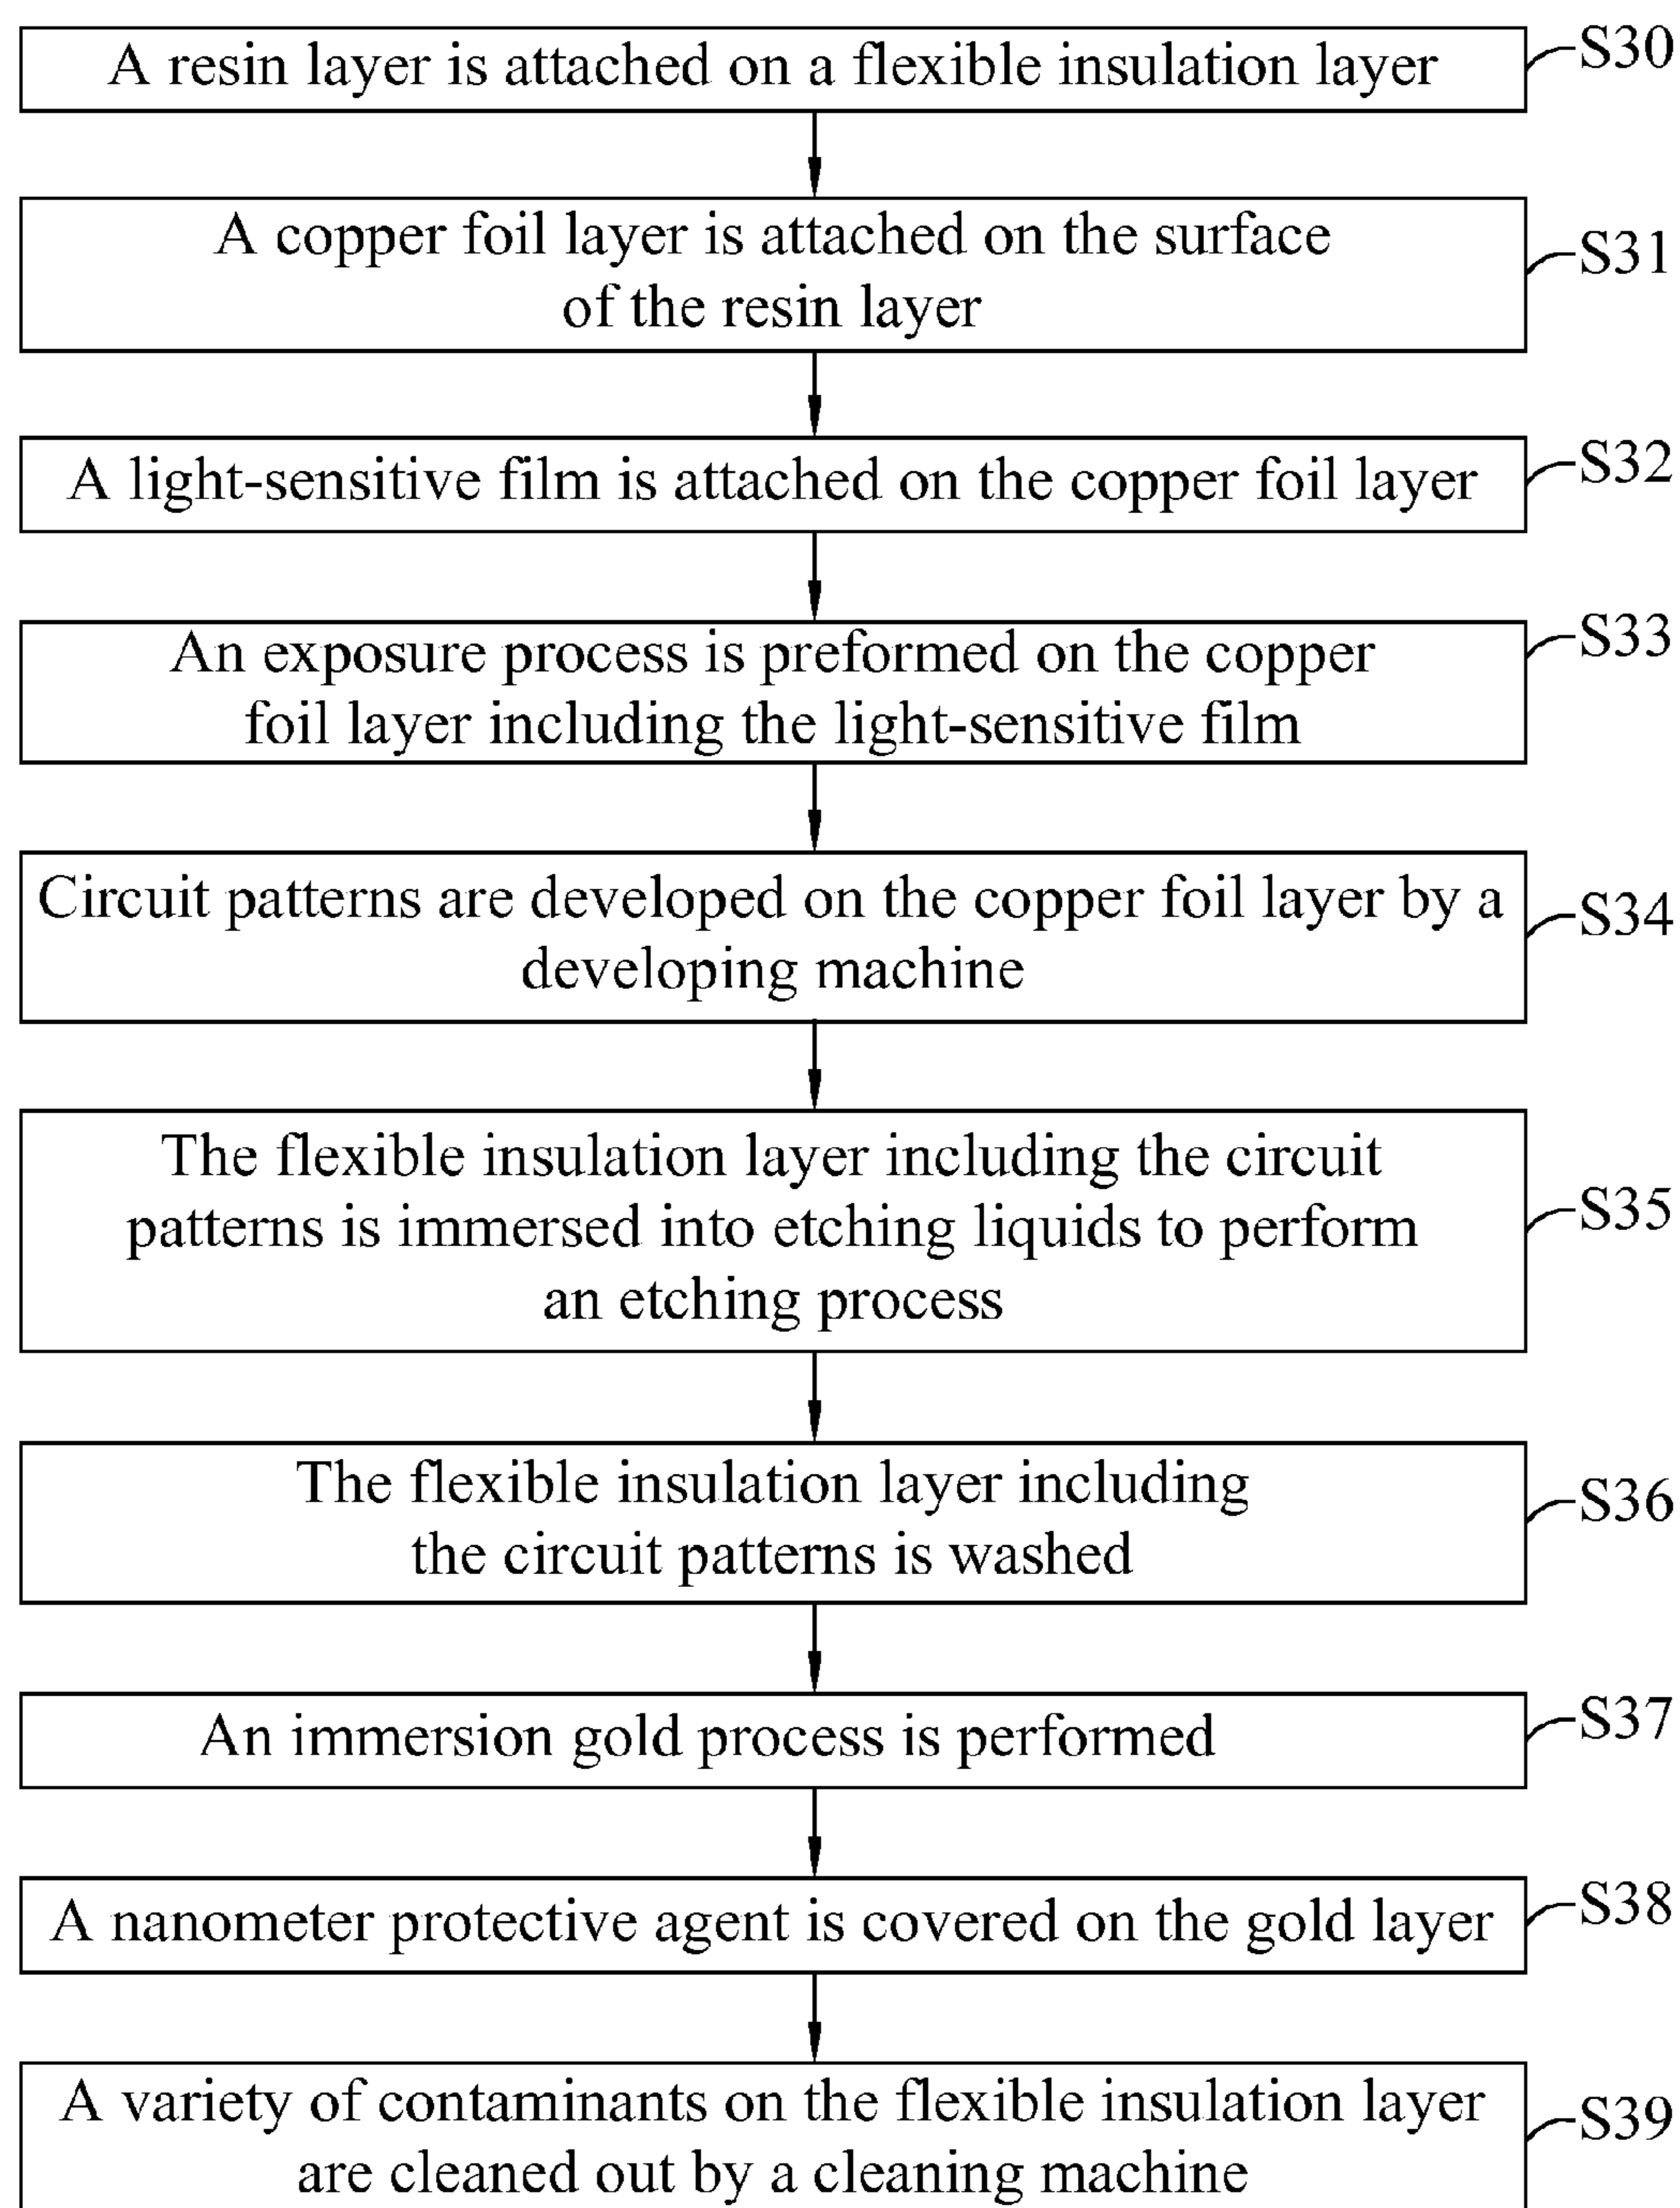 A resin layer is attached on a flexible insulation layer
S30
A copper foil layer is attached on the surface
of the resin layer
S31
A light-sensitive film is attached on the copper foil layer
S32
An exposure process is preformed on the copper
foil layer including the light-sensitive film
S33
Circuit patterns are developed on the copper foil layer by a
developing machine
S34
The flexible insulation layer including the circuit
patterns is immersed into etching liquids to perform
an etching process
S35
The flexible insulation layer including
the circuit patterns is washed
S36
An immersion gold process is performed
S37
A nanometer protective agent is covered on the gold layer
S38
A variety of contaminants on the flexible insulation layer
are cleaned out by a cleaning machine
S39